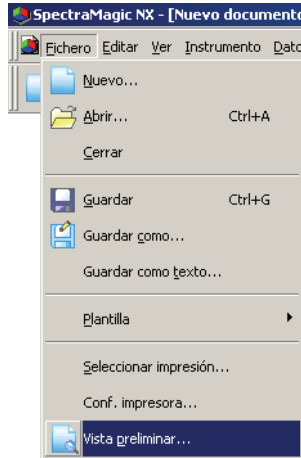 SpectraMagic NX - [Nuevo documento
Fichero Editar Ver Instrumento Dato
Nuevo...
Abrir... Ctrl+A
Cerrar
Guardar Ctrl+G
Guardar como...
Guardar como texto...
Plantilla
Seleccionar impresión...
Conf. impresora...
Vista preliminar...